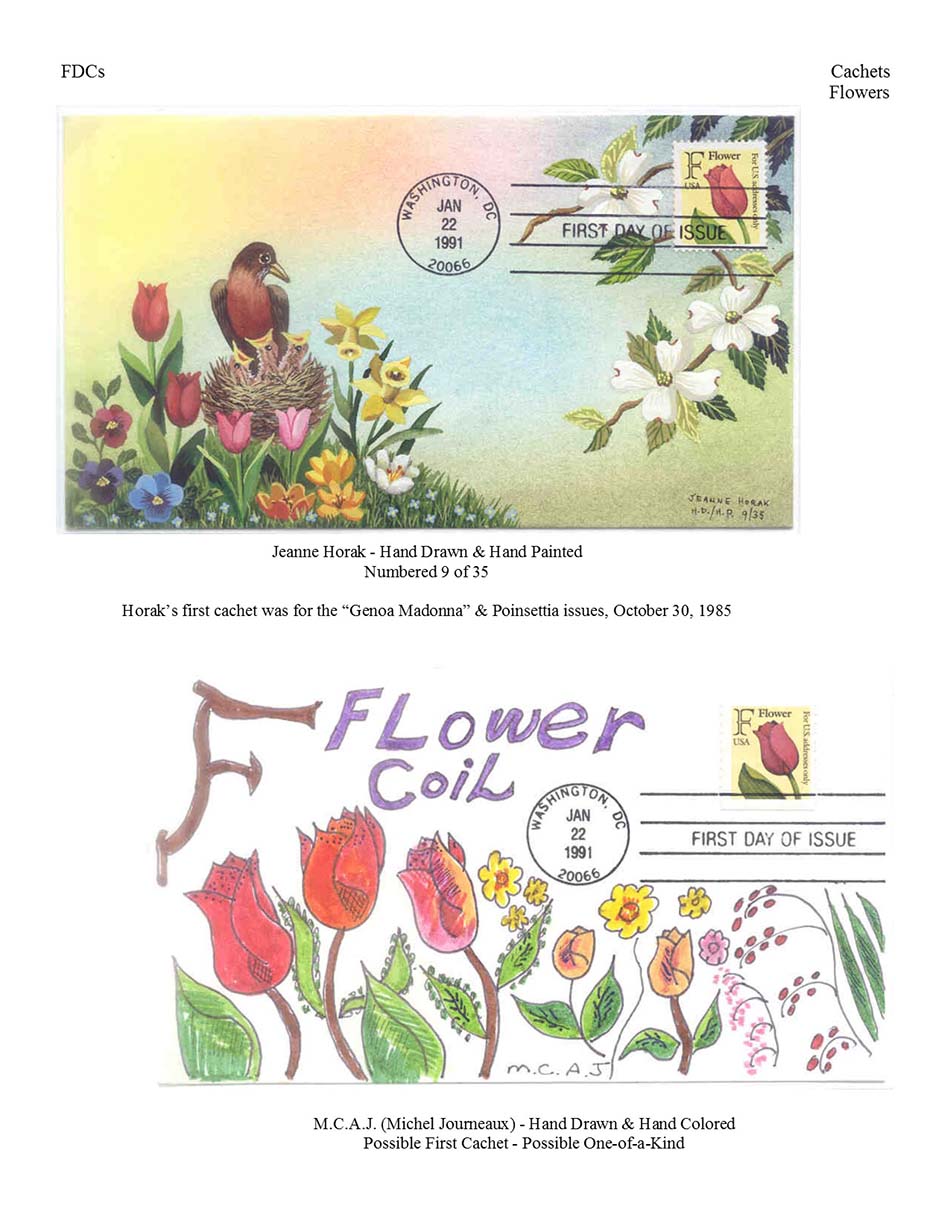 FDCs
Cachets
Flowers
WASHINGTON, DC
JAN
22
1991
20066
FIRST DAY OF ISSUE
F Flower
USA
For U.S. addresses only
JEANNE HORAK
H.D./H.P. 9/35
Jeanne Horak - Hand Drawn & Hand Painted
Numbered 9 of 35
Horak's first cachet was for the “Genoa Madonna” & Poinsettia issues, October 30, 1985
F
FLower
CoiL
F Flower
USA
For U.S. addresses only
WASHINGTON, DC
JAN
22
1991
20066
FIRST DAY OF ISSUE
M.C.A.J
M.C.A.J. (Michel Journeaux) - Hand Drawn & Hand Colored
Possible First Cachet - Possible One-of-a-Kind